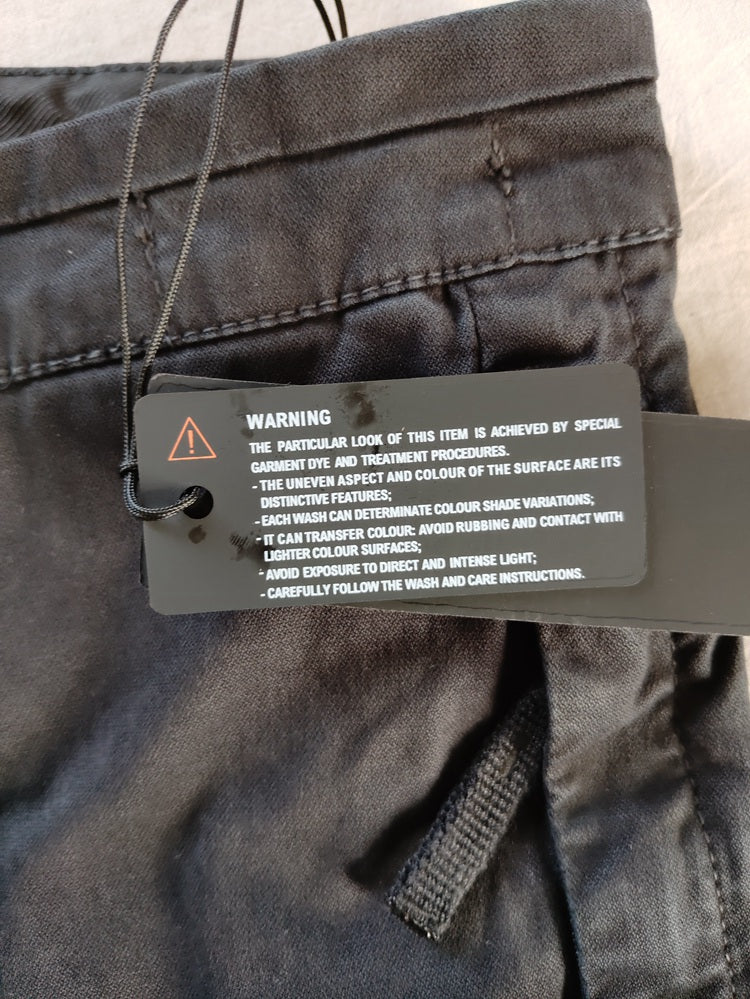 WARNING
THE PARTICULAR LOOK OF THIS ITEM IS ACHIEVED BY SPECIAL
GARMENT DYE AND TREATMENT PROCEDURES.
- THE UNEVEN ASPECT AND COLOUR OF THE SURFACE ARE ITS
DISTINCTIVE FEATURES;
- EACH WASH CAN DETERMINATE COLOUR SHADE VARIATIONS;
- IT CAN TRANSFER COLOUR: AVOID RUBBING AND CONTACT WITH
LIGHTER COLOUR SURFACES;
- AVOID EXPOSURE TO DIRECT AND INTENSE LIGHT;
- CAREFULLY FOLLOW THE WASH AND CARE INSTRUCTIONS.